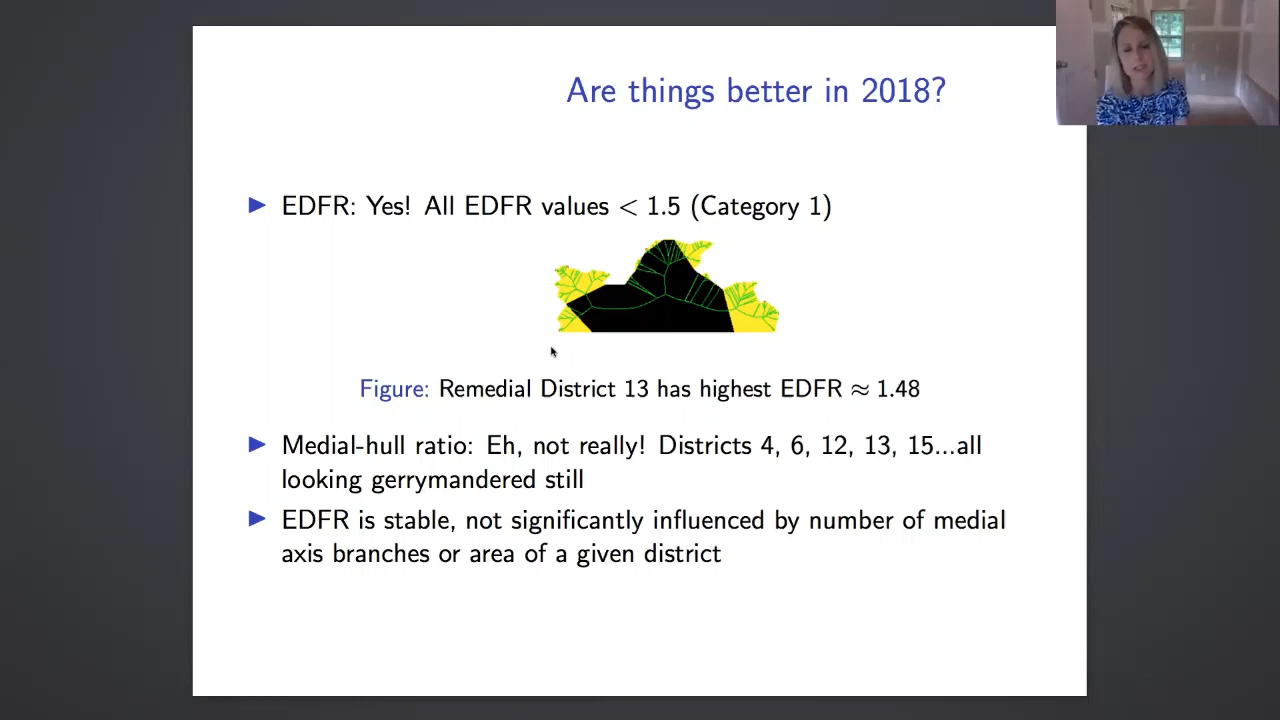 Are things better in 2018?
▶ EDFR: Yes! All EDFR values < 1.5 (Category 1)
Figure: Remedial District 13 has highest EDFR ≈ 1.48
▶ Medial-hull ratio: Eh, not really! Districts 4, 6, 12, 13, 15...all
looking gerrymandered still
▶ EDFR is stable, not significantly influenced by number of medial
axis branches or area of a given district